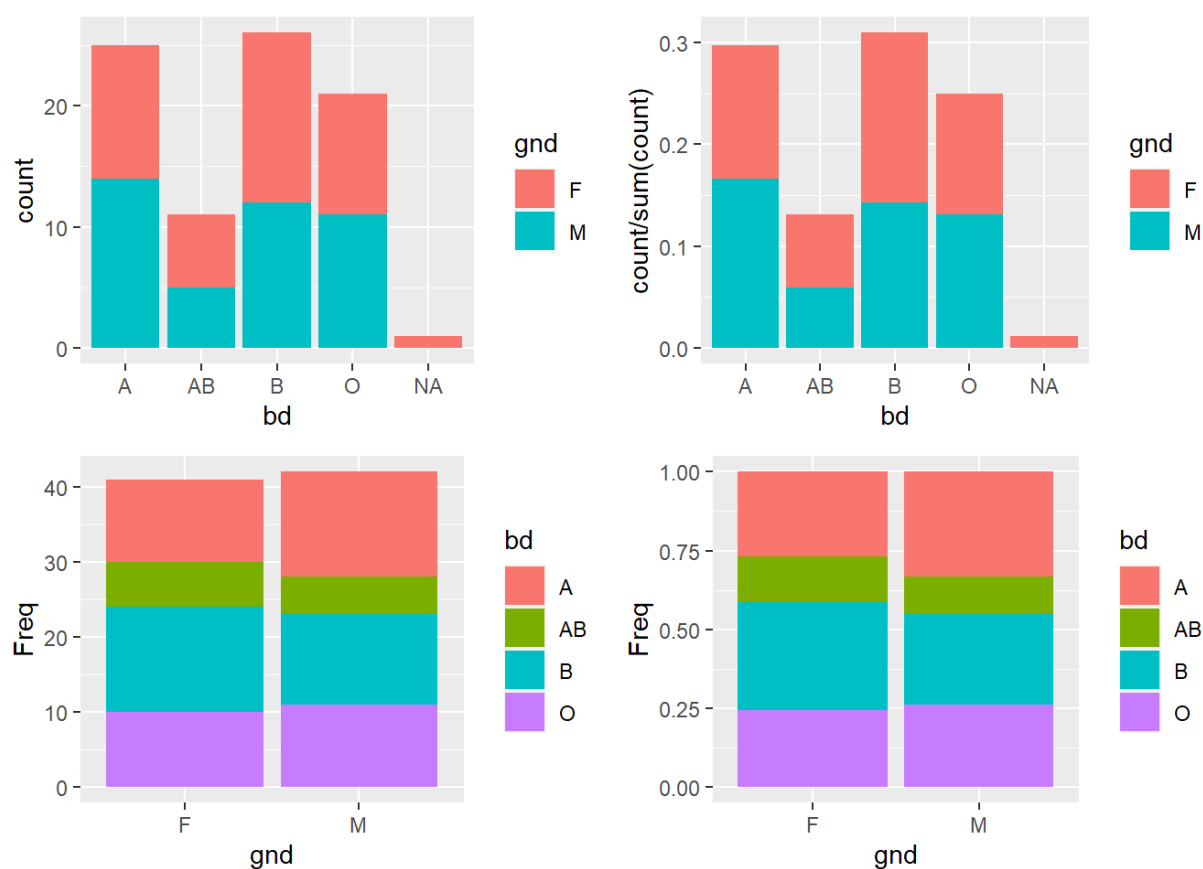 count
20
10
0
A AB B O NA
bd
gnd
F
M
count/sum(count)
0.3
0.2
0.1
0.0
A AB B O NA
bd
gnd
F
M
Freq
40
30
20
10
0
F M
gnd
bd
A
AB
B
O
Freq
1.00
0.75
0.50
0.25
0.00
F M
gnd
bd
A
AB
B
O